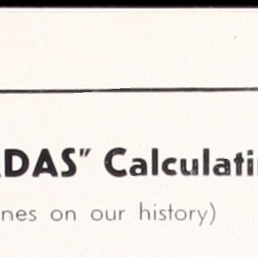 DAS" Calculati
nes on our history)